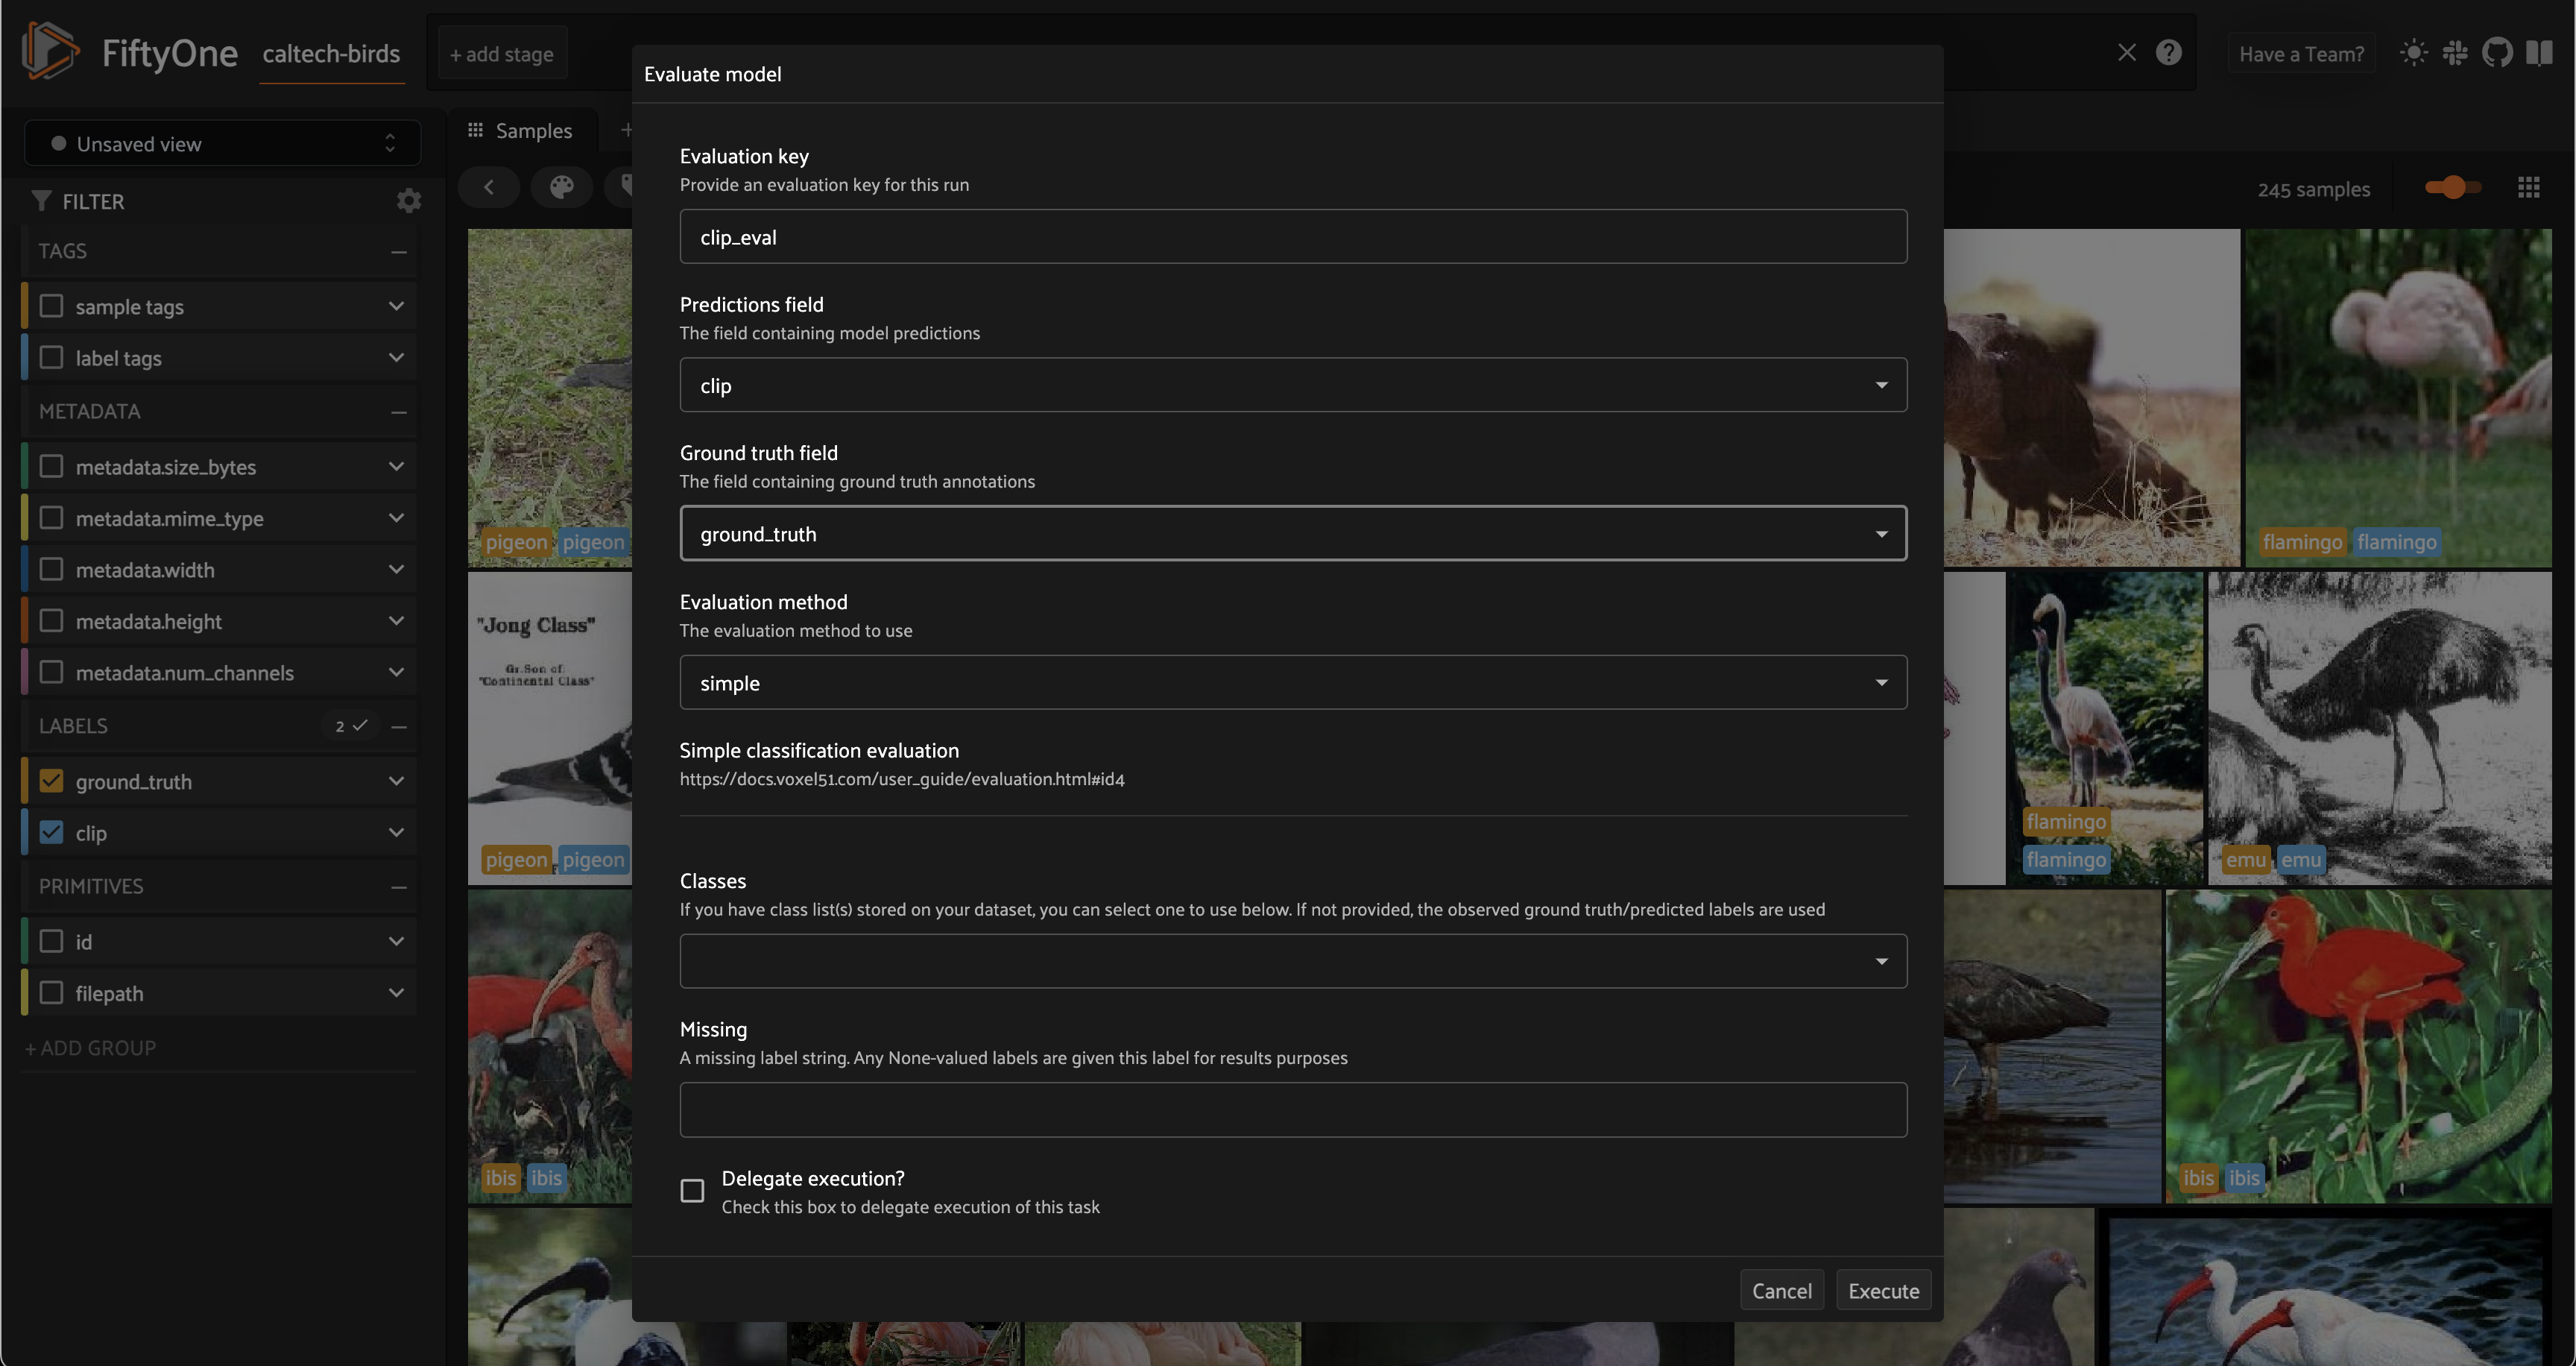 FiftyOne
caltech-birds
+ add stage
Have a Team?
Unsaved view
Samples
+
FILTER
245 samples
TAGS
sample tags
label tags
METADATA
metadata.size_bytes
metadata.mime_type
metadata.width
metadata.height
metadata.num_channels
LABELS
2
ground_truth
clip
PRIMITIVES
id
filepath
+ ADD GROUP
Evaluate model
Evaluation key
Provide an evaluation key for this run
clip_eval
Predictions field
The field containing model predictions
clip
Ground truth field
The field containing ground truth annotations
ground_truth
Evaluation method
The evaluation method to use
simple
Simple classification evaluation
https://docs.voxel51.com/user_guide/evaluation.html#id4
Classes
If you have class list(s) stored on your dataset, you can select one to use below. If not provided, the observed ground truth/predicted labels are used
Missing
A missing label string. Any None-valued labels are given this label for results purposes
Delegate execution?
Check this box to delegate execution of this task
Cancel
Execute
pigeon pigeon
flamingo flamingo
"Jong Class"
Gr.Son of:
"Continental Class"
pigeon pigeon
flamingo
flamingo
emu emu
ibis ibis
ibis ibis